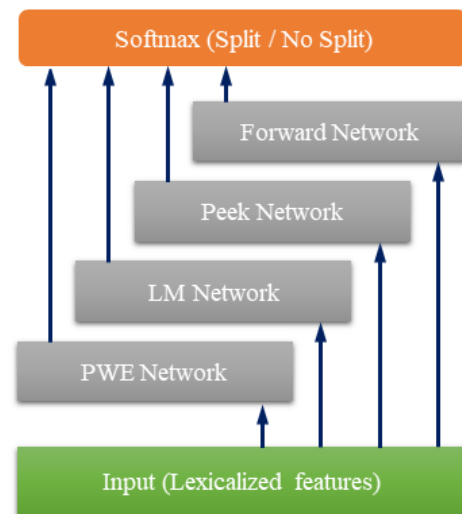 Softmax (Split / No Split)
Forward Network
Peek Network
LM Network
PWE Network
Input (Lexicalized features)